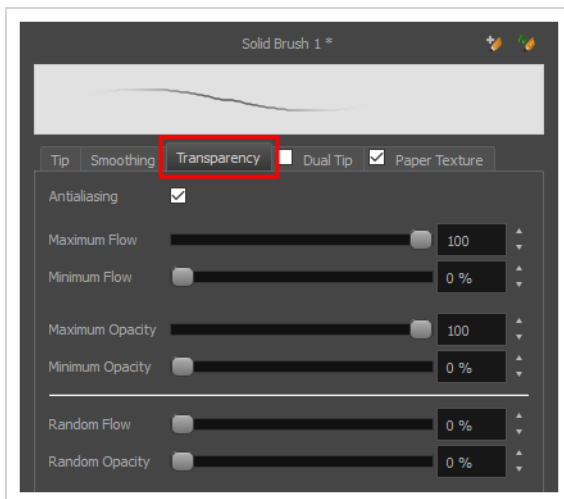 Solid Brush 1 *
Tip Smoothing Transparency Dual Tip Paper Texture
Antialiasing
Maximum Flow 100
Minimum Flow 0 %
Maximum Opacity 100
Minimum Opacity 0 %
Random Flow 0 %
Random Opacity 0 %